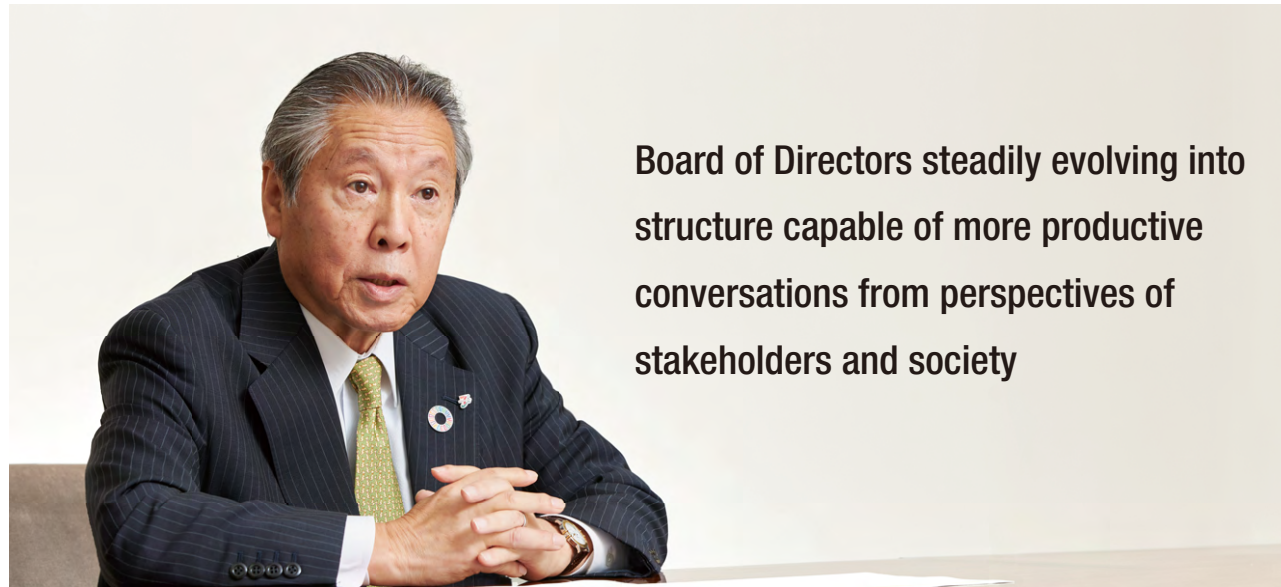 Board of Directors steadily evolving into
structure capable of more productive
conversations from perspectives of
stakeholders and society